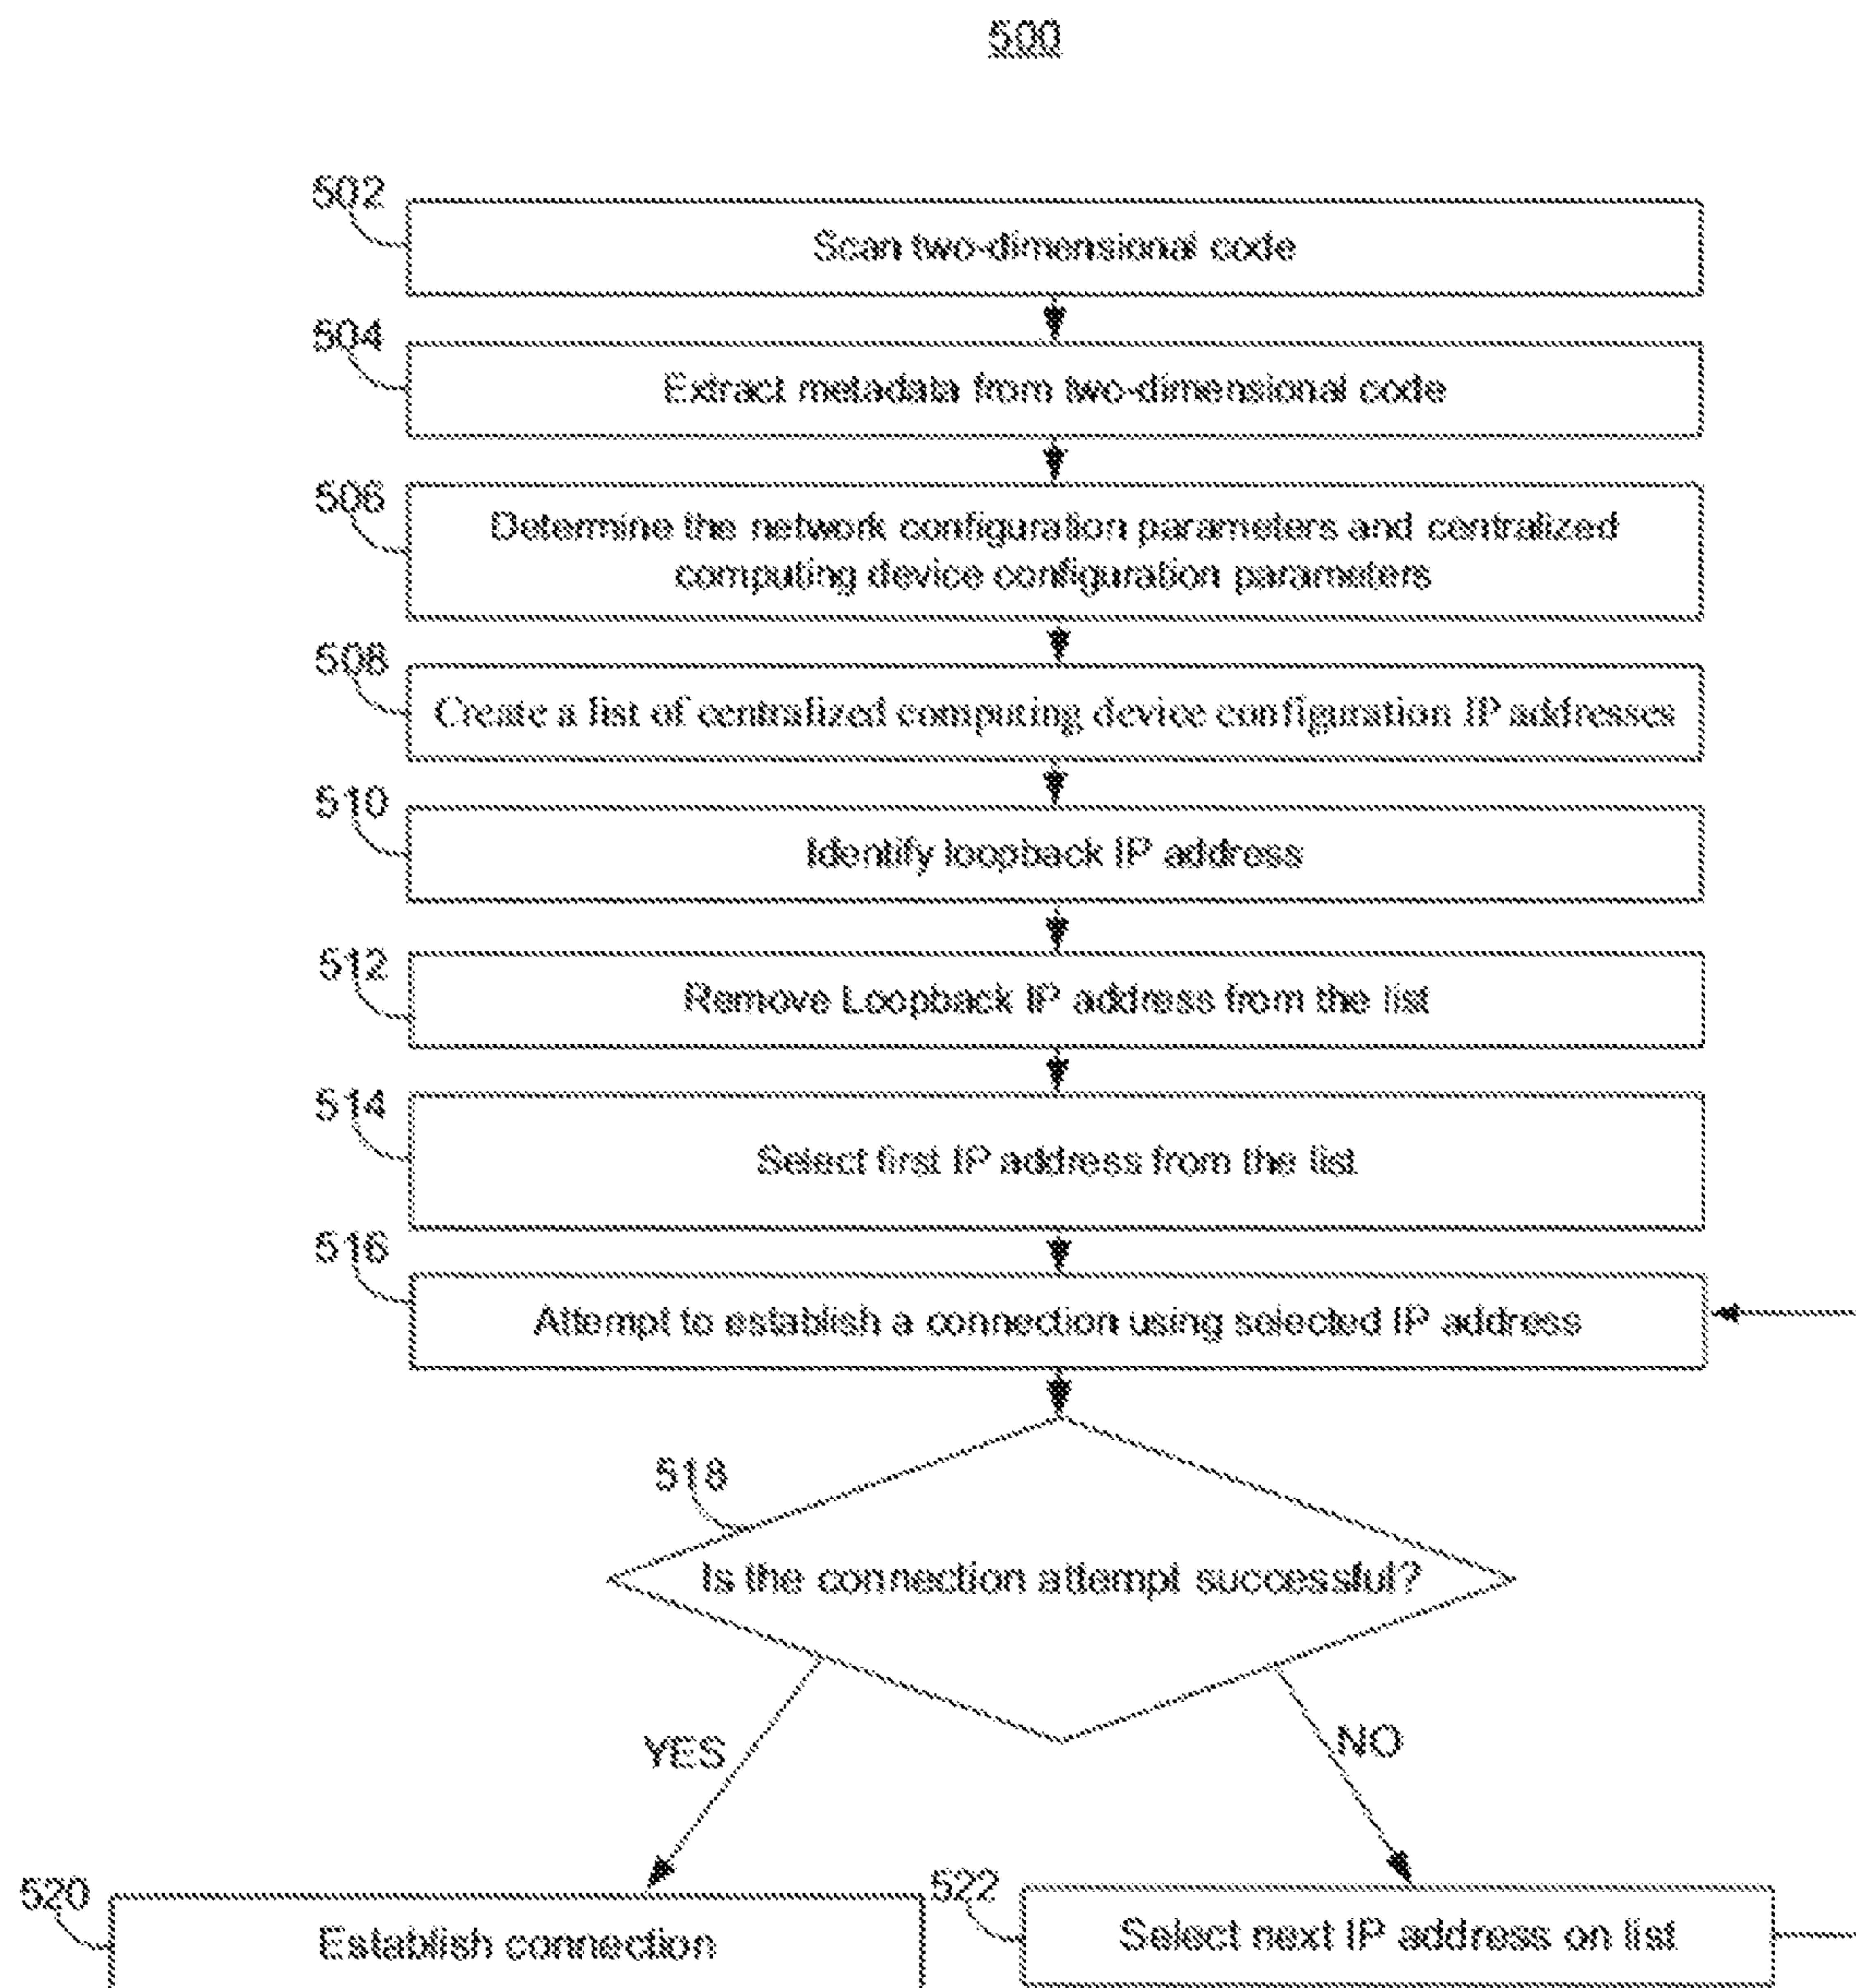 500
502
Scan two-dimensional code
504
Extract metadata from two-dimensional code
506
Determine the network configuration parameters and centralized
computing device configuration parameters
508
Create a list of centralized computing device configuration IP addresses
510
Identify loopback IP address
512
Remove Loopback IP address from the list
514
Select first IP address from the list
516
Attempt to establish a connection using selected IP address
518
Is the connection attempt successful?
YES
NO
520
Establish connection
522
Select next IP address on list